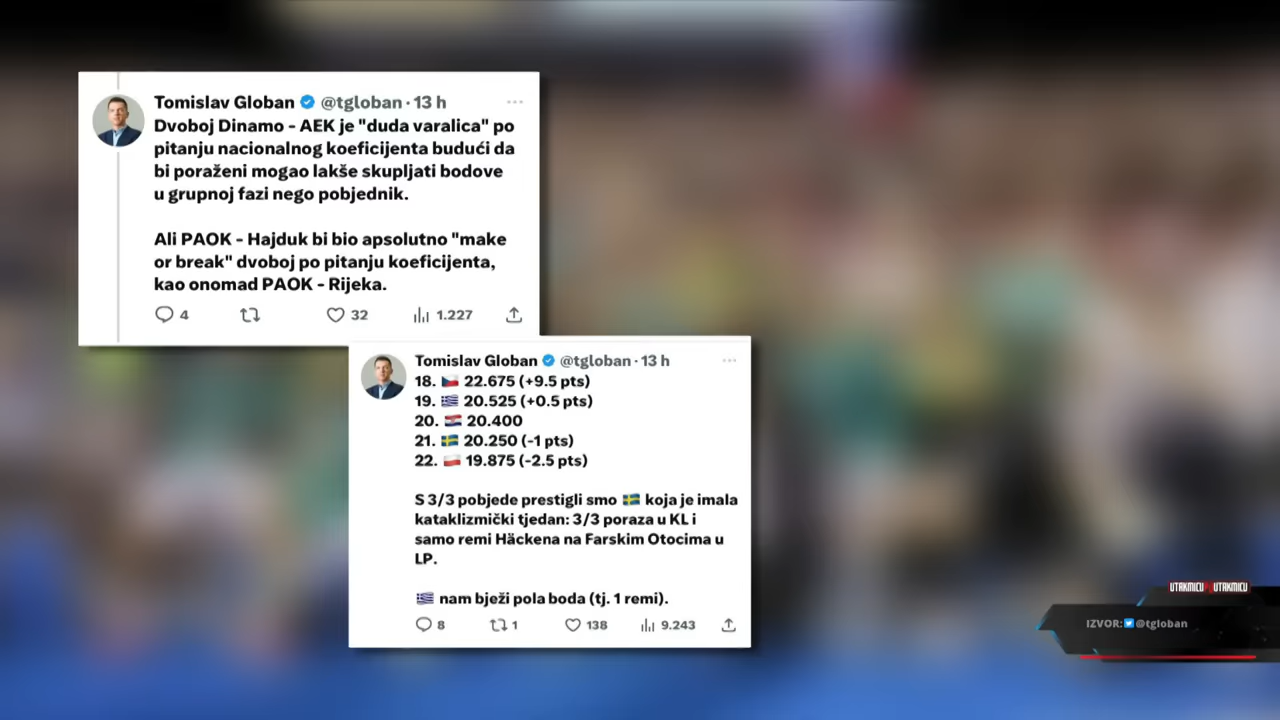 Tomislav Globan @tgloban · 13 h
Dvoboj Dinamo - AEK je "duda varalica" po
pitanju nacionalnog koeficijenta budući da
bi poraženi mogao lakše skupljati bodove
u grupnoj fazi nego pobjednik.
Ali PAOK - Hajduk bi bio apsolutno "make
or break" dvoboj po pitanju koeficijenta,
kao onomad PAOK - Rijeka.
4 32 1.227
Tomislav Globan @tgloban · 13 h
18. 🇨🇿 22.675 (+9.5 pts)
19. 🇬🇷 20.525 (+0.5 pts)
20. 🇭🇷 20.400
21. 🇸🇪 20.250 (-1 pts)
22. 🇵🇱 19.875 (-2.5 pts)
S 3/3 pobjede prestigli smo 🇸🇪 koja je imala
kataklizmički tjedan: 3/3 poraza u KL i
samo remi Häckena na Farskim Otocima u
LP.
🇬🇷 nam bježi pola boda (tj. 1 remi).
8 1 138 9.243
UTAKMICU PO UTAKMICU
IZVOR: @tgloban